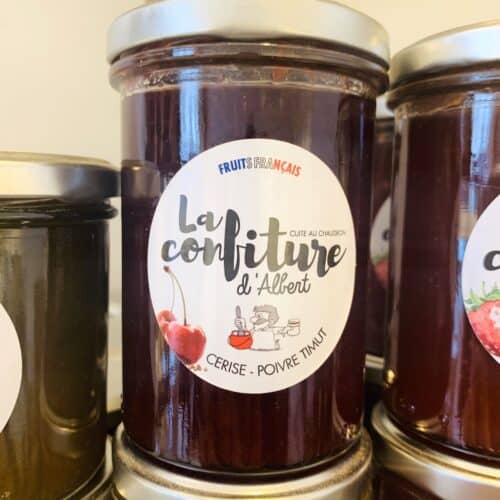 FRUITS FRANÇAIS
La
CUITE AU CHAUDRON
confiture
d'Albert
CERISE - POIVRE TIMUT